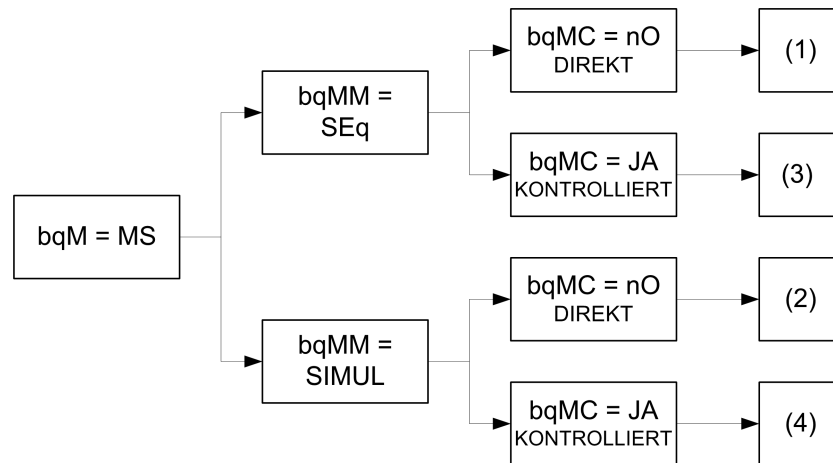 bqMC = nO
DIREKT
(1)
bqMM =
SEq
bqMC = JA
KONTROLLIERT
(3)
bqM = MS
bqMC = nO
DIREKT
(2)
bqMM =
SIMUL
bqMC = JA
KONTROLLIERT
(4)